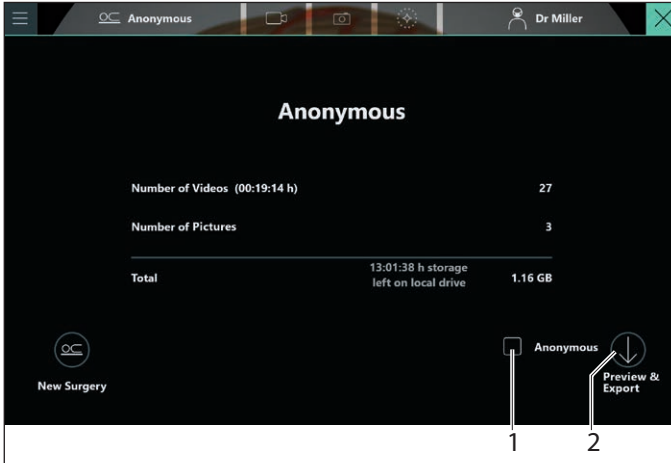 Anonymous
Dr Miller
Anonymous
Number of Videos (00:19:14 h) 27
Number of Pictures 3
Total 13:01:38 h storage left on local drive 1.16 GB
New Surgery
Anonymous
Preview &
Export
1 2